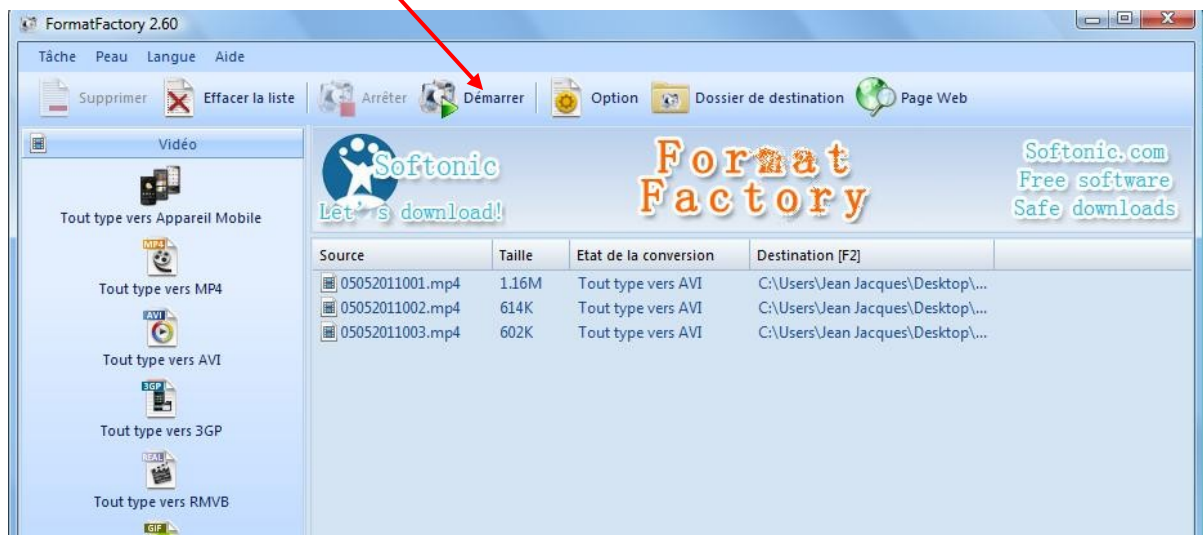 FormatFactory 2.60
Tâche Peau Langue Aide
Supprimer Effacer la liste Arrêter Démarrer Option Dossier de destination Page Web
Vidéo
Tout type vers Appareil Mobile
MP4
Tout type vers MP4
AVI
Tout type vers AVI
3GP
Tout type vers 3GP
REAL
Tout type vers RMVB
GIF
Softonic
Let's download!
Format
Factory
Softonic.com
Free software
Safe downloads
Source Taille Etat de la conversion Destination [F2]
05052011001.mp4 1.16M Tout type vers AVI C:\Users\Jean Jacques\Desktop\...
05052011002.mp4 614K Tout type vers AVI C:\Users\Jean Jacques\Desktop\...
05052011003.mp4 602K Tout type vers AVI C:\Users\Jean Jacques\Desktop\...